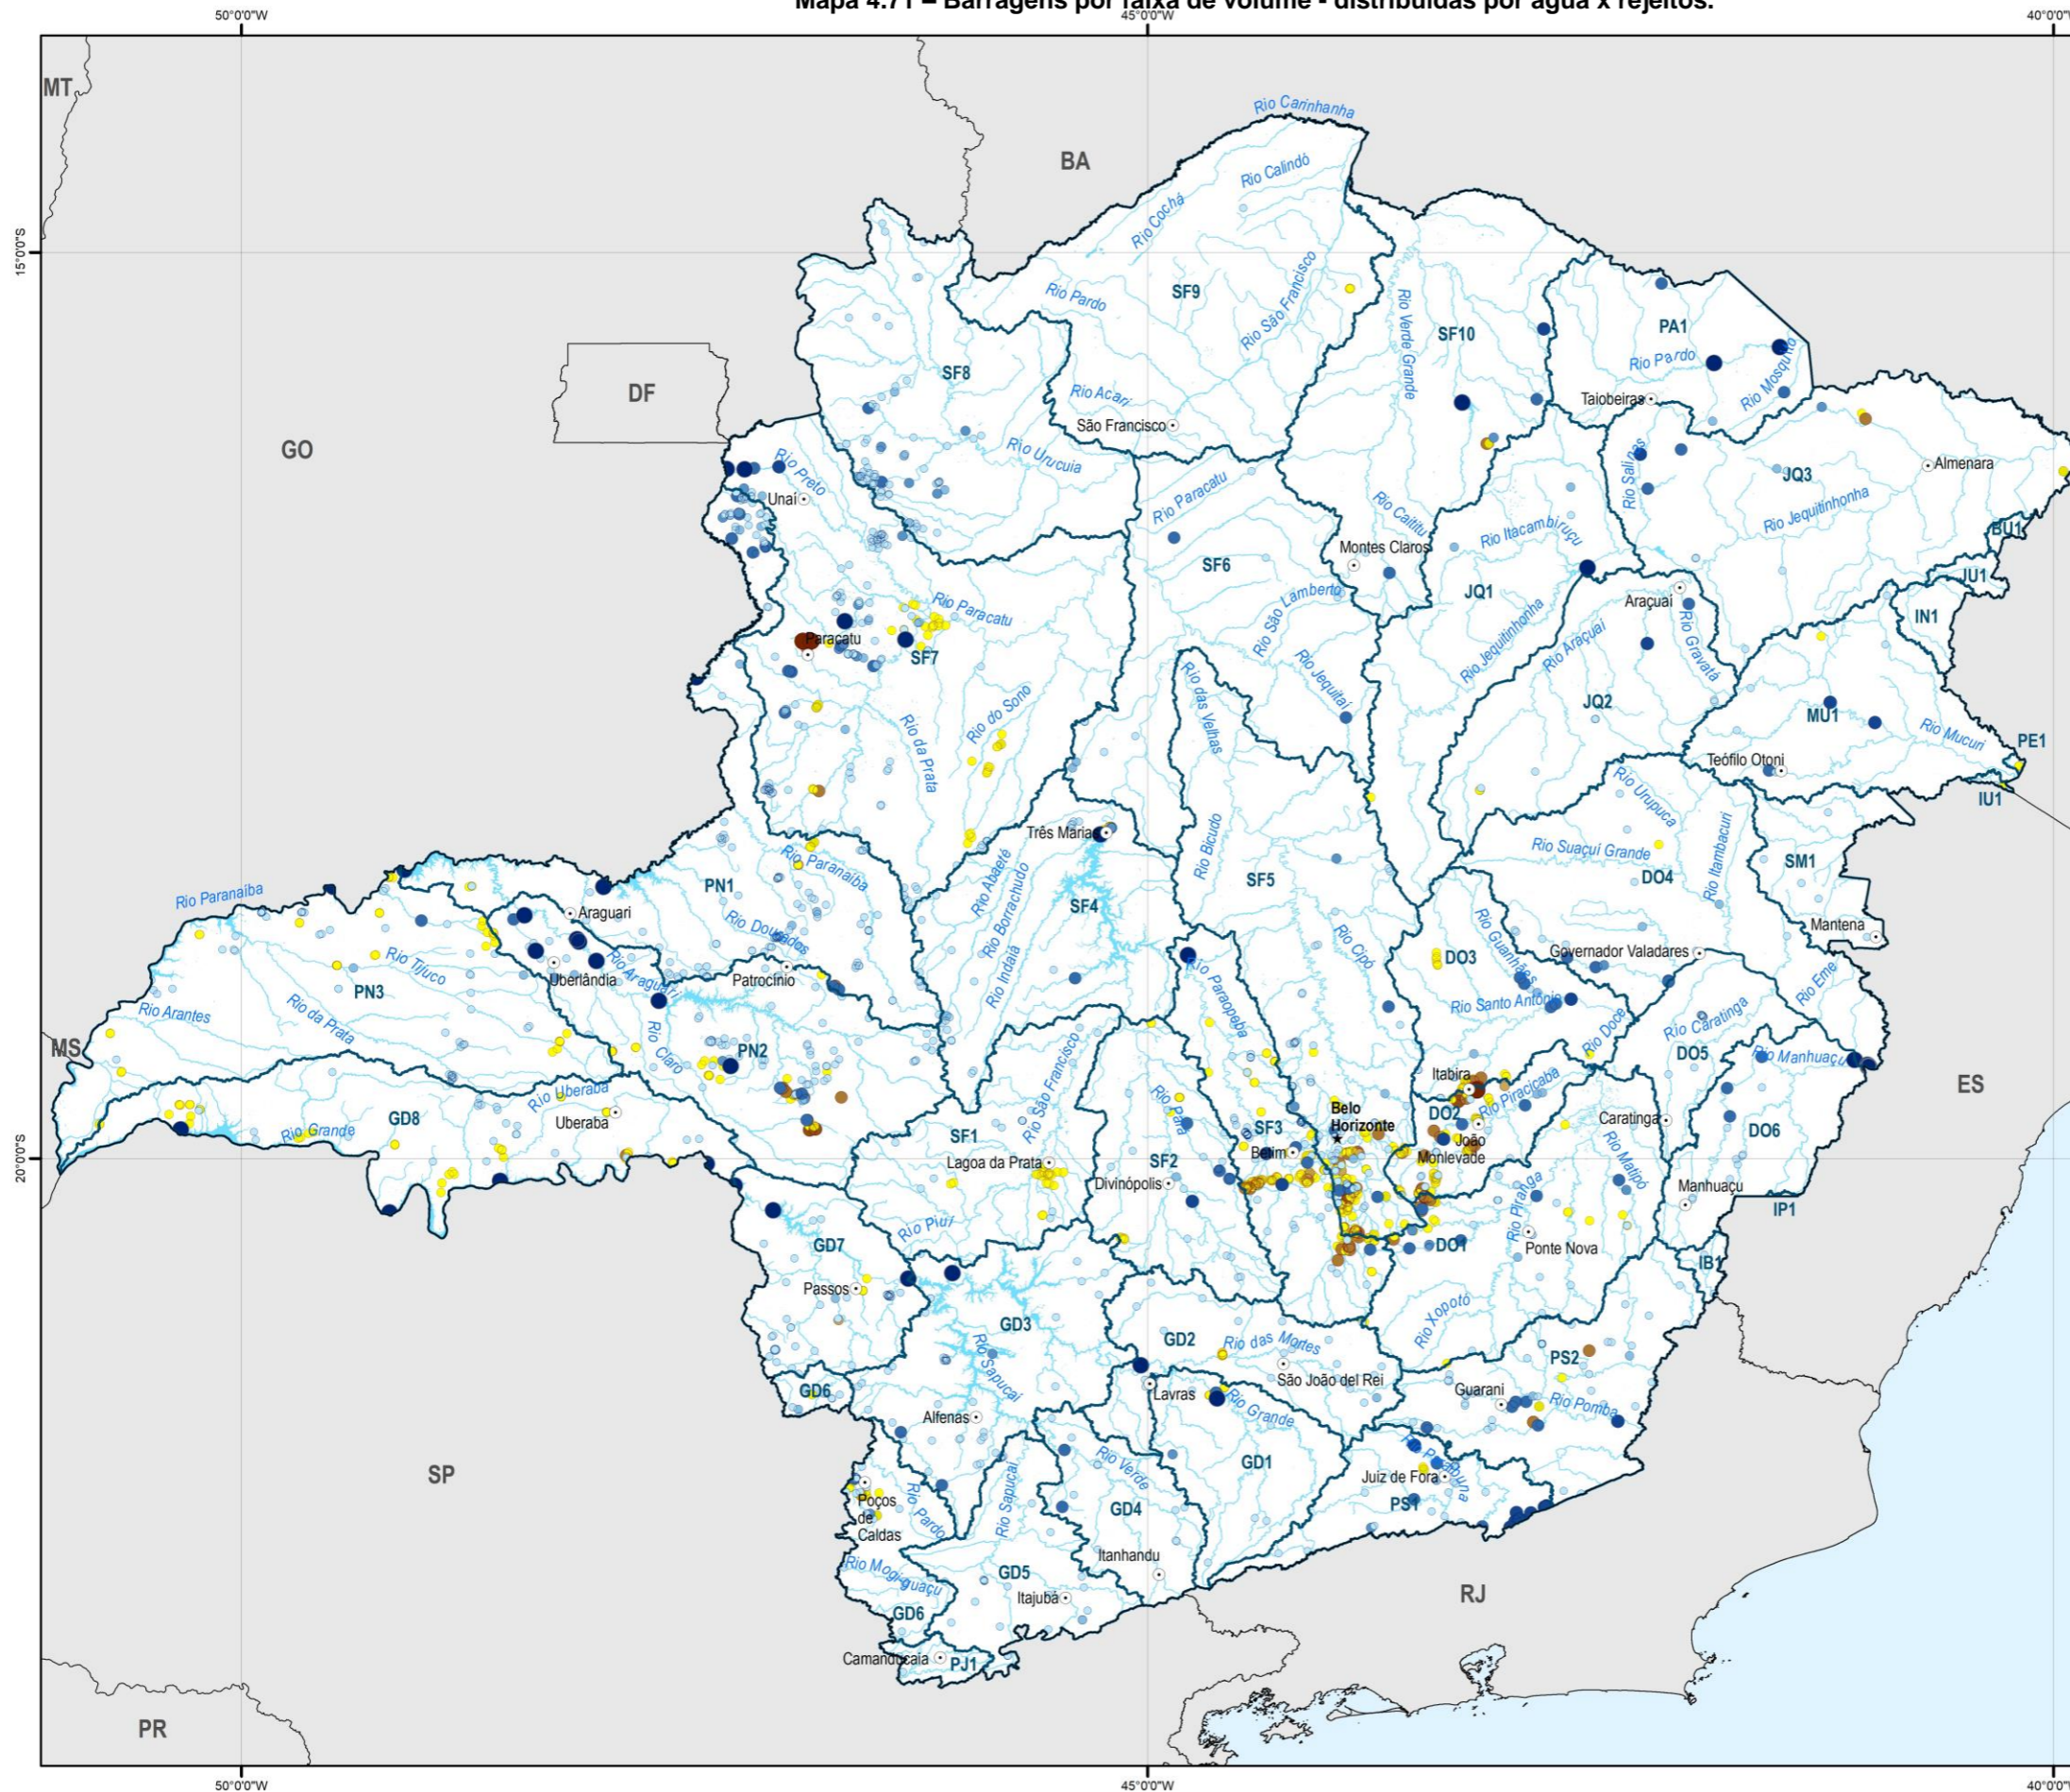 Mapa 4.71 – Barragens por faixa de volume - distribuídas por água x rejeitos.
50°0'0"W
45°0'0"W
40°0'0"W
MT
Rio Carinhanha
BA
Rio Calindó
Rio Cochá
15°0'0"S
Rio Pardo
SF9
Rio São Francisco
Rio Verde Grande
SF10
PA1
Rio Pardo
Rio Mosquito
DF
SF8
Rio Acari
São Francisco
Taiobeiras
GO
Rio Urucuia
Rio Preto
Unaí
Rio Paracatu
Rio Salinas
Almenara
JQ3
Rio Jequitinhonha
Rio Caititu
Rio Itacambiruçu
BU1
Montes Claros
SF6
JU1
JQ1
Rio São Lamberto
Araçuaí
IN1
Rio Paracatu
Paracatu
SF7
Rio Jequitinhonha
Rio Araçuaí
Rio Gravatá
Rio das Velhas
Rio Jequitaí
Rio do Sono
Rio da Prata
JQ2
MU1
Rio Mucuri
PE1
Teófilo Otoni
IU1
Rio Urupuca
Três Maria
Rio Bicudo
Rio Suaçuí Grande
Rio Itambacuri
SM1
Rio Paranaíba
PN1
Rio Abaeté
Rio Borrachudo
SF5
DO4
Rio Paranaíba
Araguari
SF4
Rio Dourados
Rio Indaiá
Rio Cipó
Rio Guanhães
DO3
Governador Valadares
Mantena
Rio Tijuco
Uberlândia
Rio Araguari
Patrocínio
Rio Paraopeba
PN3
Rio Arantes
Rio da Prata
Rio Santo Antônio
Rio Eme
Rio Doce
Rio Caratinga
MS
Rio Claro
PN2
Rio São Francisco
DO5
Rio Manhuaçu
Itabira
Rio Piracicaba
ES
Rio Uberaba
GD8
Uberaba
Rio Grande
Rio Pará
Belo
Horizonte
DO2
Caratinga
SF1
SF3
João
Monlevade
DO6
Rio Matipó
20°0'0"S
Lagoa da Prata
SF2
Betim
Divinópolis
Manhuaçu
IP1
Rio Piranga
Rio Piuí
GD7
DO1
Ponte Nova
IB1
Passos
Rio Xopotó
GD3
GD2
Rio das Mortes
PS2
Rio Sapucaí
São João del Rei
GD6
Lavras
Guarani
Rio Pomba
Alfenas
Rio Grande
SP
GD1
Rio Verde
Juiz de Fora
Poços
de
Caldas
Rio Pardo
Rio Sapucaí
GD4
PS1
Itanhandu
Rio Mogi-guaçu
GD5
Itajubá
RJ
GD6
Camanducaia
PJ1
PR
50°0'0"W
45°0'0"W
40°0'0"W